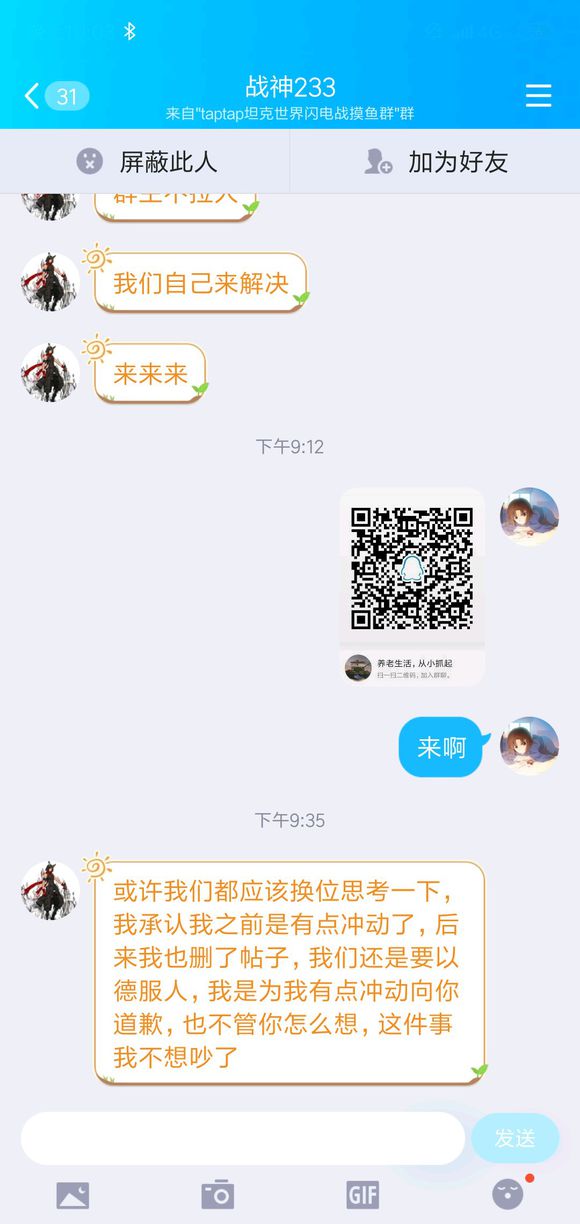 31
战神233
来自"taptap坦克世界闪电战摸鱼群"群
屏蔽此人
加为好友
群主不拉人
我们自己来解决
来来来
下午9:12
养老生活，从小抓起
扫一扫二维码，加入群聊。
来啊
下午9:35
或许我们都应该换位思考一下，
我承认我之前是有点冲动了，后
来我也删了帖子，我们还是要以
德服人，我是为我有点冲动向你
道歉，也不管你怎么想，这件事
我不想吵了
发送
GIF